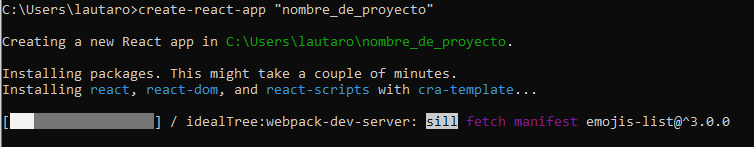 C:\Users\lautaro>create-react-app "nombre_de_proyecto"
Creating a new React app in C:\Users\lautaro\nombre_de_proyecto.
Installing packages. This might take a couple of minutes.
Installing react, react-dom, and react-scripts with cra-template...
[                  ] / idealTree:webpack-dev-server: sill fetch manifest emojis-list@^3.0.0